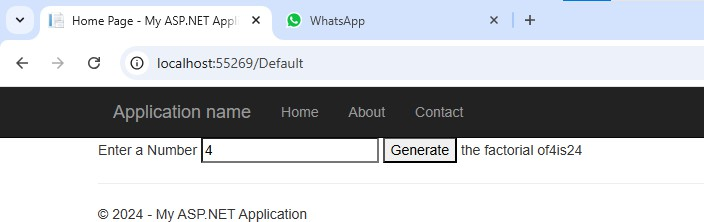 Home Page - My ASP.NET Appl
WhatsApp
localhost:55269/Default
Application name Home About Contact
Enter a Number 4 Generate the factorial of4is24
© 2024 - My ASP.NET Application